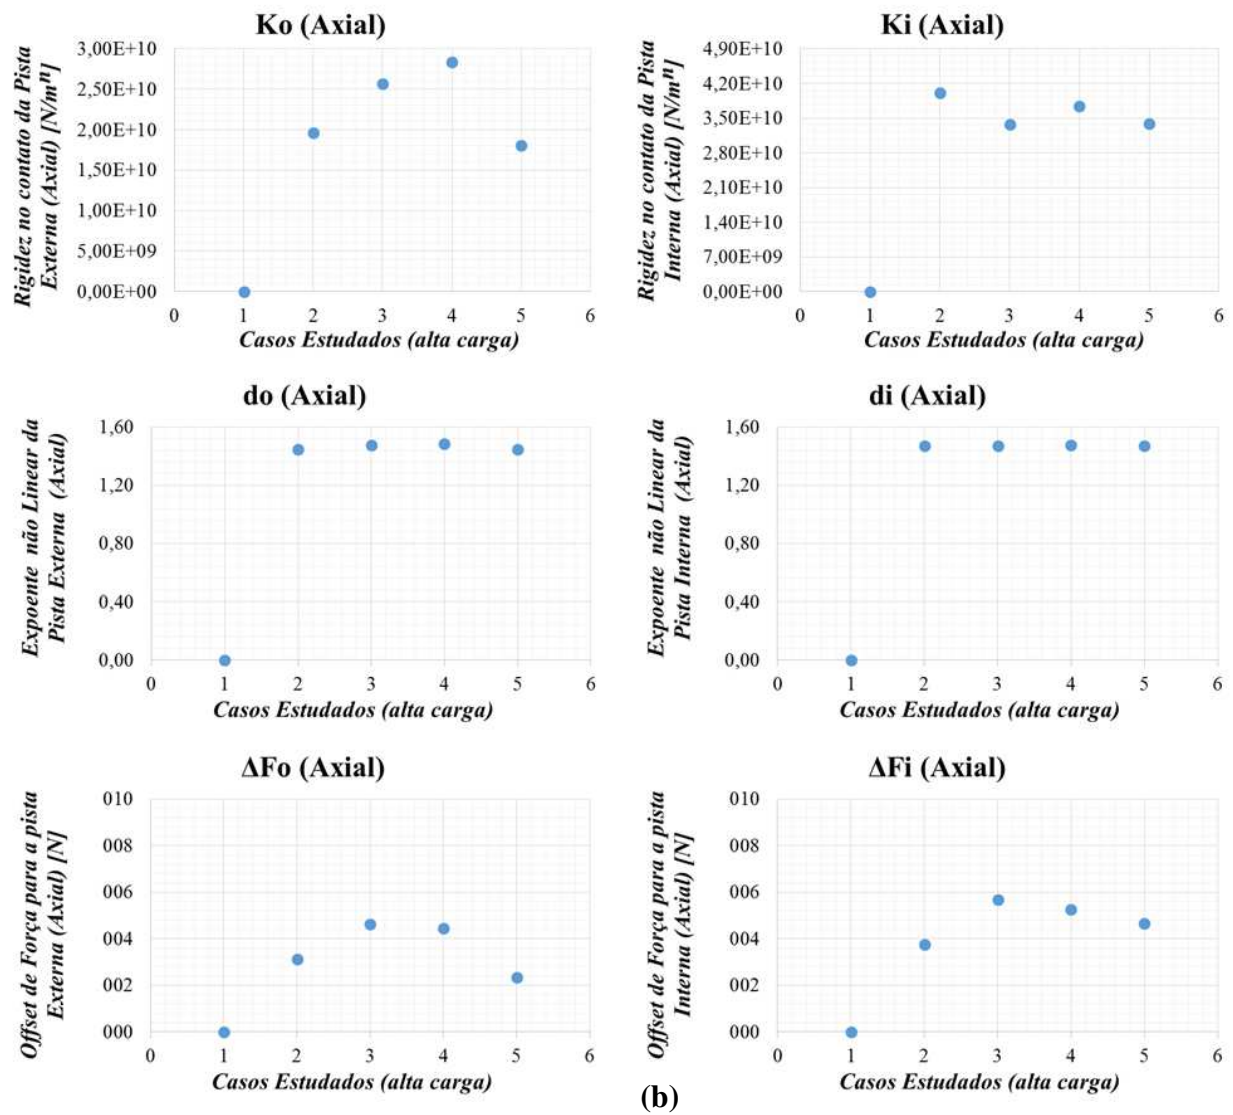 Ko (Axial)
Rigidez no contato da Pista
Externa (Axial) [N/mⁿ]
3,00E+10
2,50E+10
2,00E+10
1,50E+10
1,00E+10
5,00E+09
0,00E+00
0 1 2 3 4 5 6
Casos Estudados (alta carga)
Ki (Axial)
Rigidez no contato da Pista
Interna (Axial) [N/mⁿ]
4,90E+10
4,20E+10
3,50E+10
2,80E+10
2,10E+10
1,40E+10
7,00E+09
0,00E+00
0 1 2 3 4 5 6
Casos Estudados (alta carga)
do (Axial)
Expoente não Linear da
Pista Externa (Axial)
1,60
1,20
0,80
0,40
0,00
0 1 2 3 4 5 6
Casos Estudados (alta carga)
di (Axial)
Expoente não Linear da
Pista Interna (Axial)
1,60
1,20
0,80
0,40
0,00
0 1 2 3 4 5 6
Casos Estudados (alta carga)
ΔFo (Axial)
Offset de Força para a pista
Externa (Axial) [N]
010
008
006
004
002
000
0 1 2 3 4 5 6
Casos Estudados (alta carga)
ΔFi (Axial)
Offset de Força para a pista
Interna (Axial) [N]
010
008
006
004
002
000
0 1 2 3 4 5 6
Casos Estudados (alta carga)
(b)